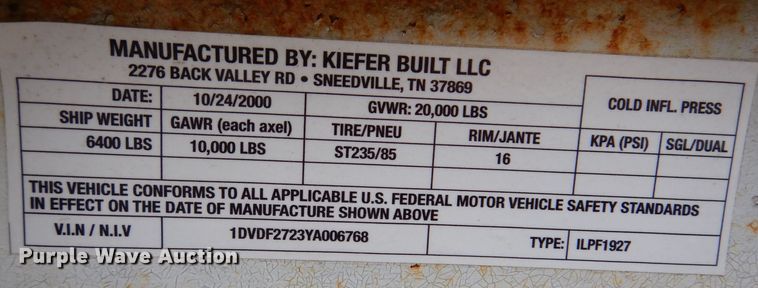 MANUFACTURED BY: KIEFER BUILT LLC
2276 BACK VALLEY RD • SNEEDVILLE, TN 37869
DATE: 10/24/2000 GVWR: 20,000 LBS COLD INFL. PRESS
SHIP WEIGHT GAWR (each axel) TIRE/PNEU RIM/JANTE KPA (PSI) SGL/DUAL
6400 LBS 10,000 LBS ST235/85 16
THIS VEHICLE CONFORMS TO ALL APPLICABLE U.S. FEDERAL MOTOR VEHICLE SAFETY STANDARDS
IN EFFECT ON THE DATE OF MANUFACTURE SHOWN ABOVE
V.I.N / N.I.V 1DVDF2723YA006768 TYPE: ILPF1927
Purple Wave Auction